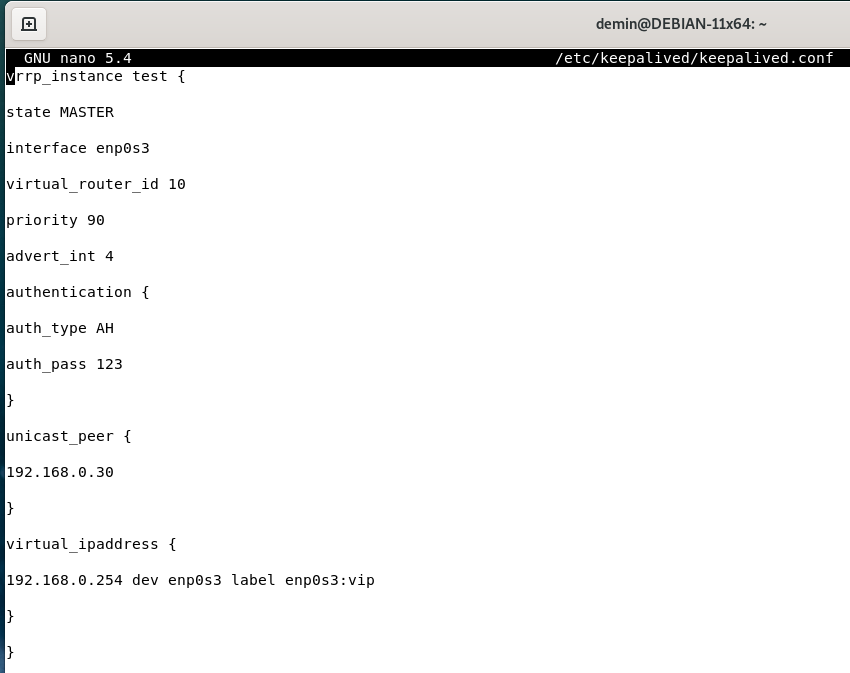 demin@DEBIAN-11x64: ~
GNU nano 5.4 /etc/keepalived/keepalived.conf
vrrp_instance test {
state MASTER
interface enp0s3
virtual_router_id 10
priority 90
advert_int 4
authentication {
auth_type AH
auth_pass 123
}
unicast_peer {
192.168.0.30
}
virtual_ipaddress {
192.168.0.254 dev enp0s3 label enp0s3:vip
}
}